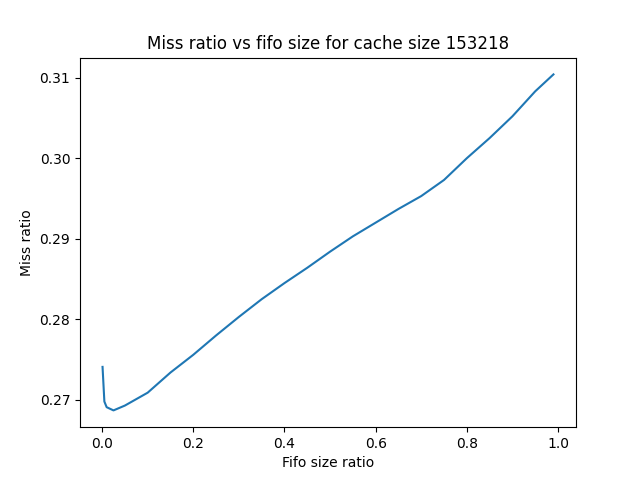 Miss ratio vs fifo size for cache size 153218
0.31
0.30
0.29
0.28
0.27
Miss ratio
0.0 0.2 0.4 0.6 0.8 1.0
Fifo size ratio